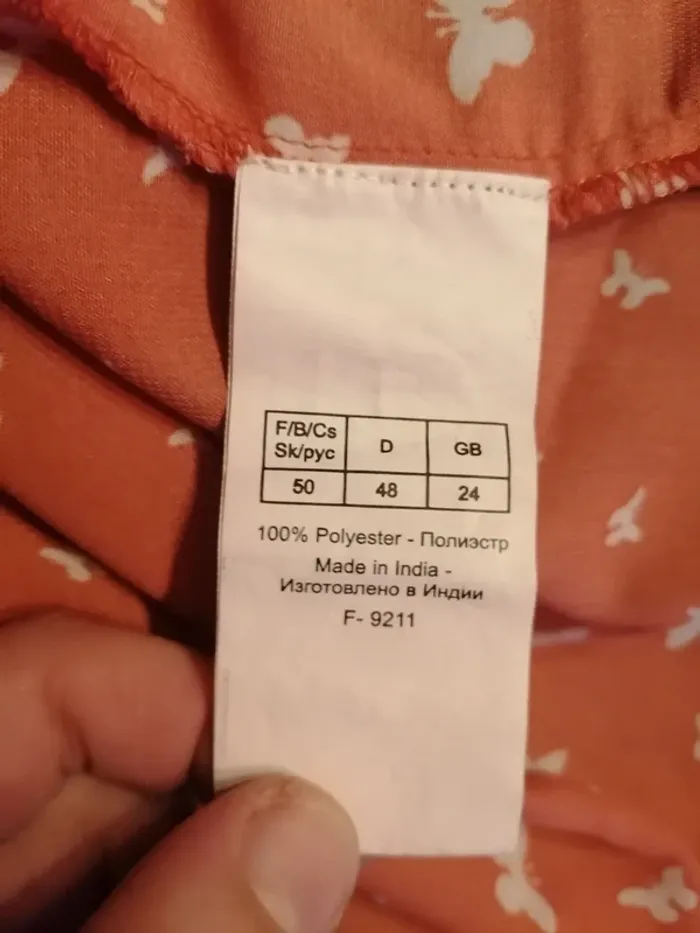 F/B/Cs D GB
Sk/рус
50 48 24
100% Polyester - Полиэстр
Made in India -
Изготовлено в Индии
F- 9211